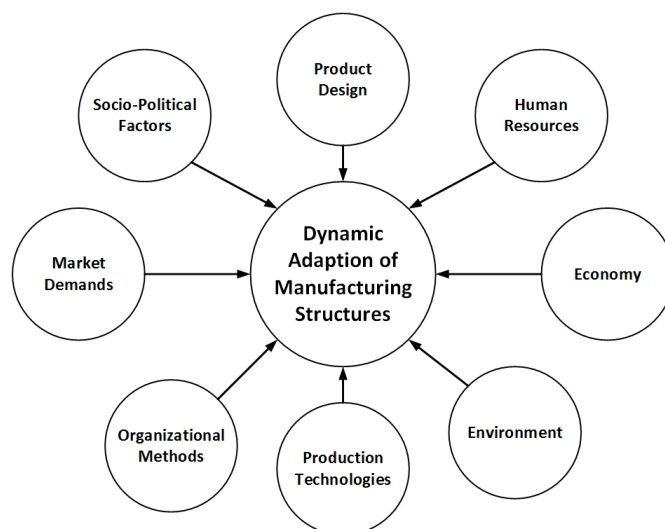 Product
Design
Socio-Political
Factors
Human
Resources
Dynamic
Adaption of
Manufacturing
Structures
Market
Demands
Economy
Organizational
Methods
Production
Technologies
Environment